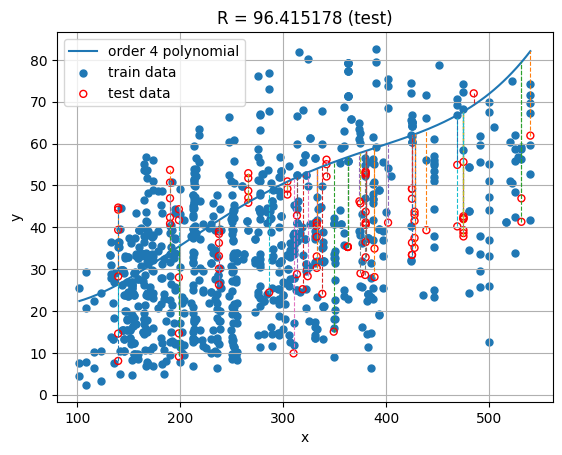 R = 96.415178 (test)
order 4 polynomial
train data
test data
y
80
70
60
50
40
30
20
10
0
100 200 300 400 500
x